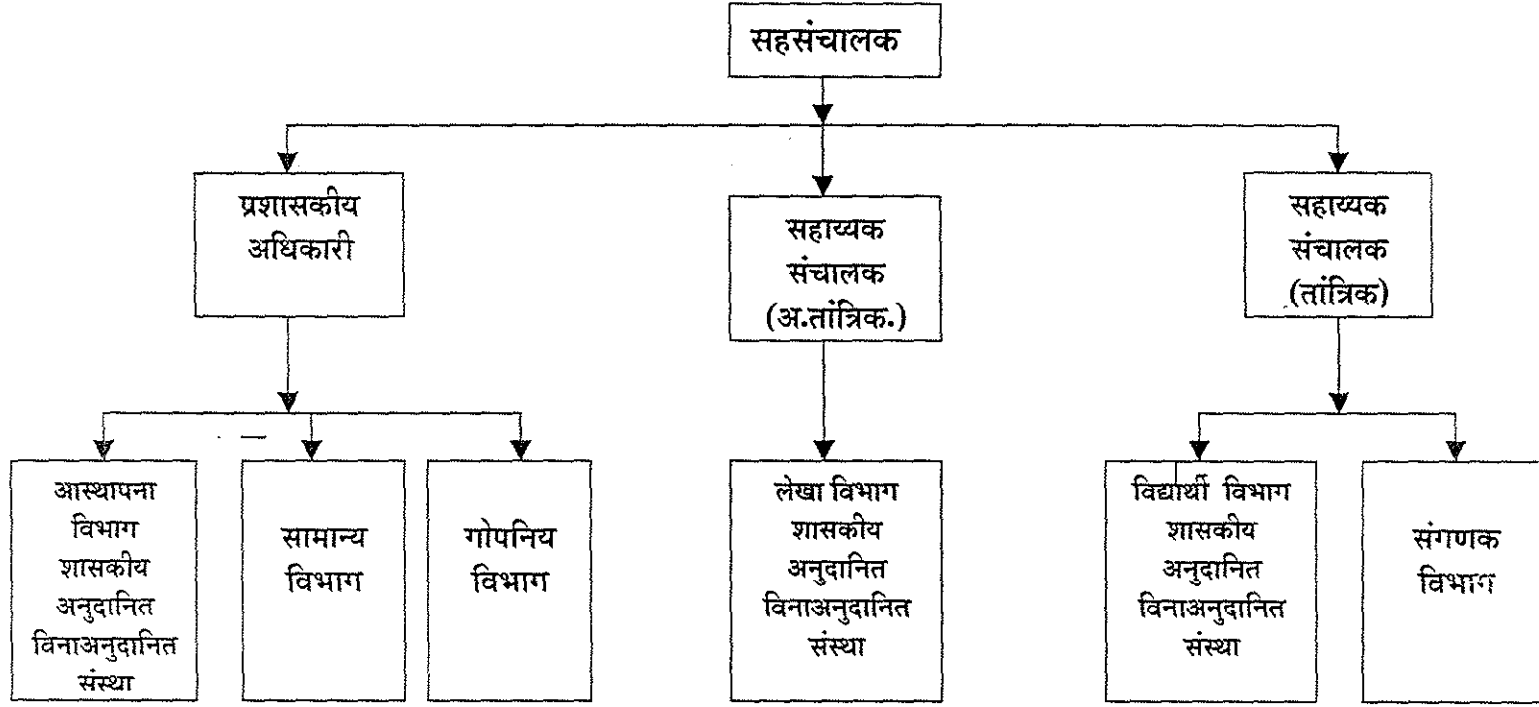 सहसंचालक
प्रशासकीय
अधिकारी
सहाय्यक
संचालक
(अ.तांत्रिक.)
सहाय्यक
संचालक
(तांत्रिक)
आस्थापना
विभाग
शासकीय
अनुदानित
विनाअनुदानित
संस्था
सामान्य
विभाग
गोपनिय
विभाग
लेखा विभाग
शासकीय
अनुदानित
विनाअनुदानित
संस्था
विद्यार्थी विभाग
शासकीय
अनुदानित
विनाअनुदानित
संस्था
संगणक
विभाग